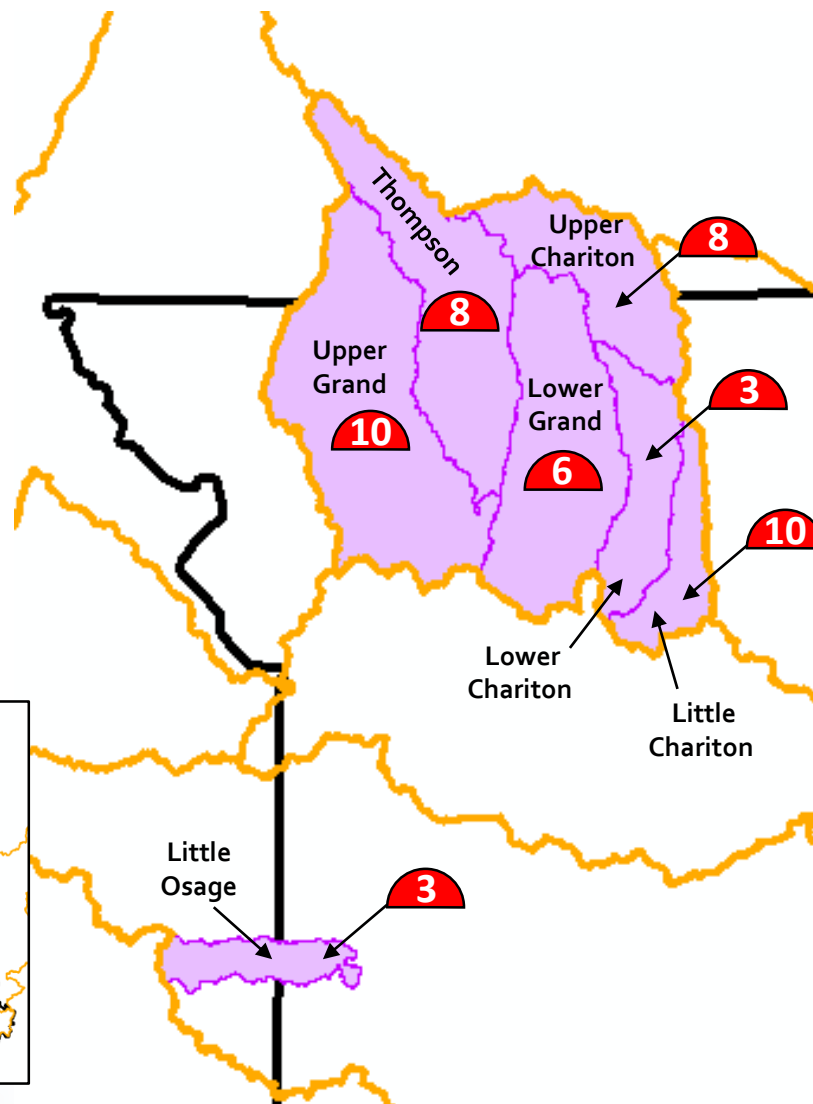 Thompson
Upper
Chariton
8
8
Upper
Grand
10
Lower
Grand
6
3
10
Lower
Chariton
Little
Chariton
Little
Osage
3